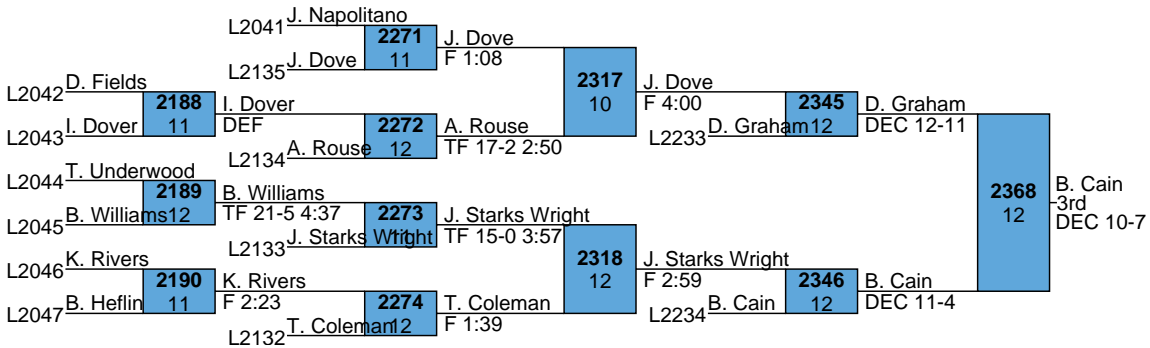 J. Napolitano
L2041
2271
11
J. Dove
F 1:08
J. Dove
L2135
2317
10
J. Dove
F 4:00
D. Fields
L2042
2188
11
I. Dover
DEF
I. Dover
L2043
2272
12
A. Rouse
TF 17-2 2:50
A. Rouse
L2134
2345
12
D. Graham
DEC 12-11
D. Graham
L2233
T. Underwood
L2044
2189
12
B. Williams
TF 21-5 4:37
B. Williams
L2045
2273
11
J. Starks Wright
TF 15-0 3:57
J. Starks Wright
L2133
2318
12
J. Starks Wright
F 2:59
K. Rivers
L2046
2190
11
K. Rivers
F 2:23
B. Heflin
L2047
2274
12
T. Coleman
F 1:39
T. Coleman
L2132
2346
12
B. Cain
DEC 11-4
B. Cain
L2234
2368
12
B. Cain
3rd
DEC 10-7